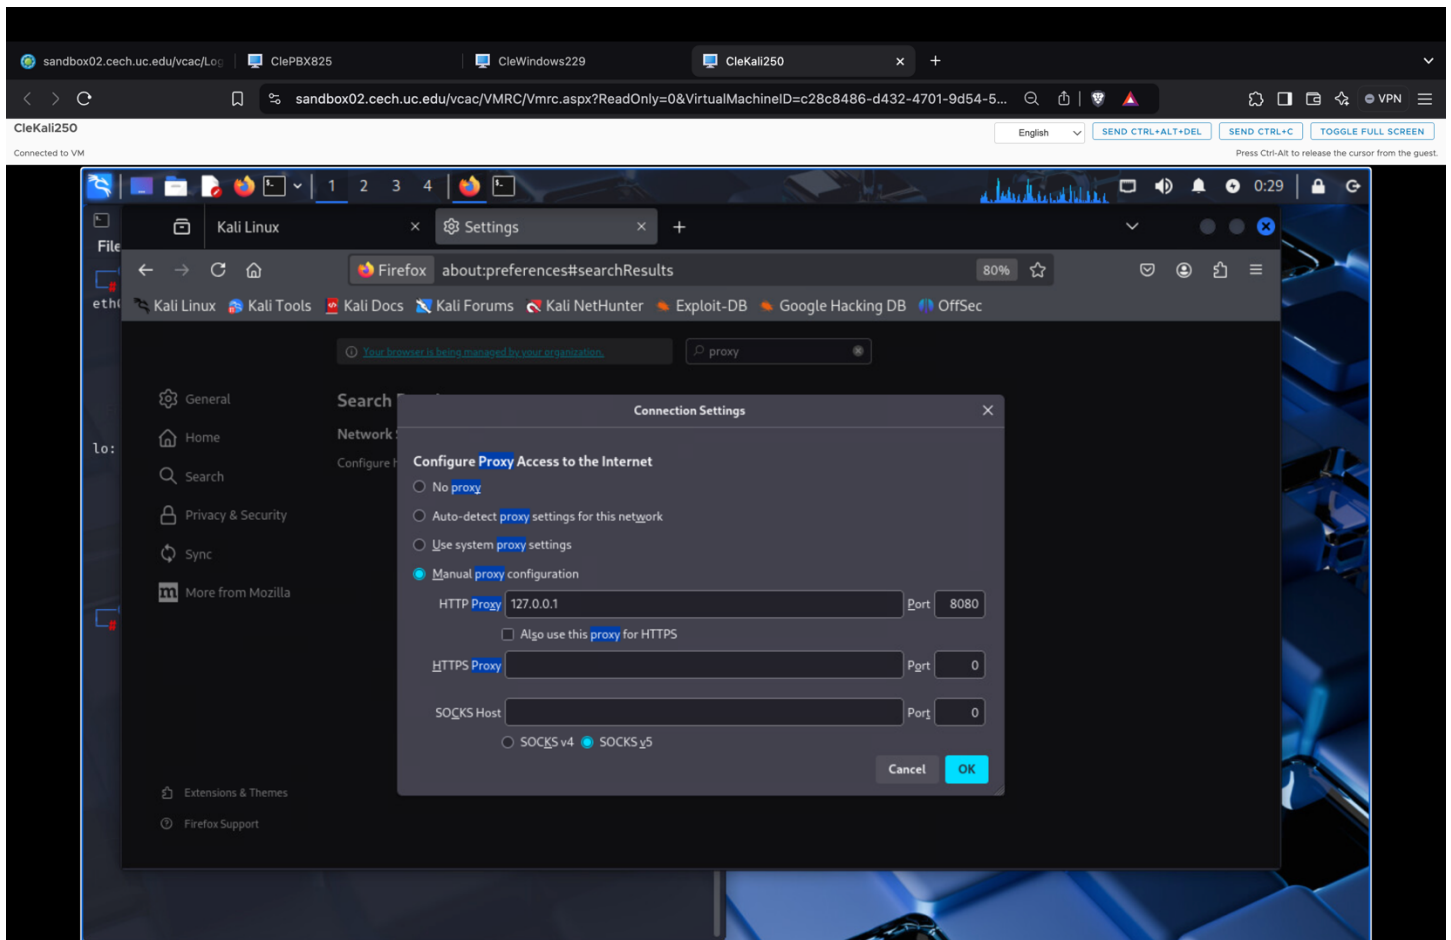 sandbox02.cech.uc.edu/vcac/Log
ClePBX825
CleWindows229
CleKali250
sandbox02.cech.uc.edu/vcac/VMRC/Vmrc.aspx?ReadOnly=0&VirtualMachineID=c28c8486-d432-4701-9d54-5...
VPN
CleKali250
English
SEND CTRL+ALT+DEL
SEND CTRL+C
TOGGLE FULL SCREEN
Connected to VM
Press Ctrl-Alt to release the cursor from the guest.
1 2 3 4
0:29
File
Kali Linux
Settings
Firefox
about:preferences#searchResults
80%
Kali Linux Kali Tools Kali Docs Kali Forums Kali NetHunter Exploit-DB Google Hacking DB OffSec
Your browser is being managed by your organization.
proxy
General
Home
Search
Privacy & Security
Sync
More from Mozilla
Extensions & Themes
Firefox Support
Search
Network
Configure
lo:
Connection Settings
Configure Proxy Access to the Internet
No proxy
Auto-detect proxy settings for this network
Use system proxy settings
Manual proxy configuration
HTTP Proxy 127.0.0.1 Port 8080
Also use this proxy for HTTPS
HTTPS Proxy Port 0
SOCKS Host Port 0
SOCKS v4 SOCKS v5
Cancel OK